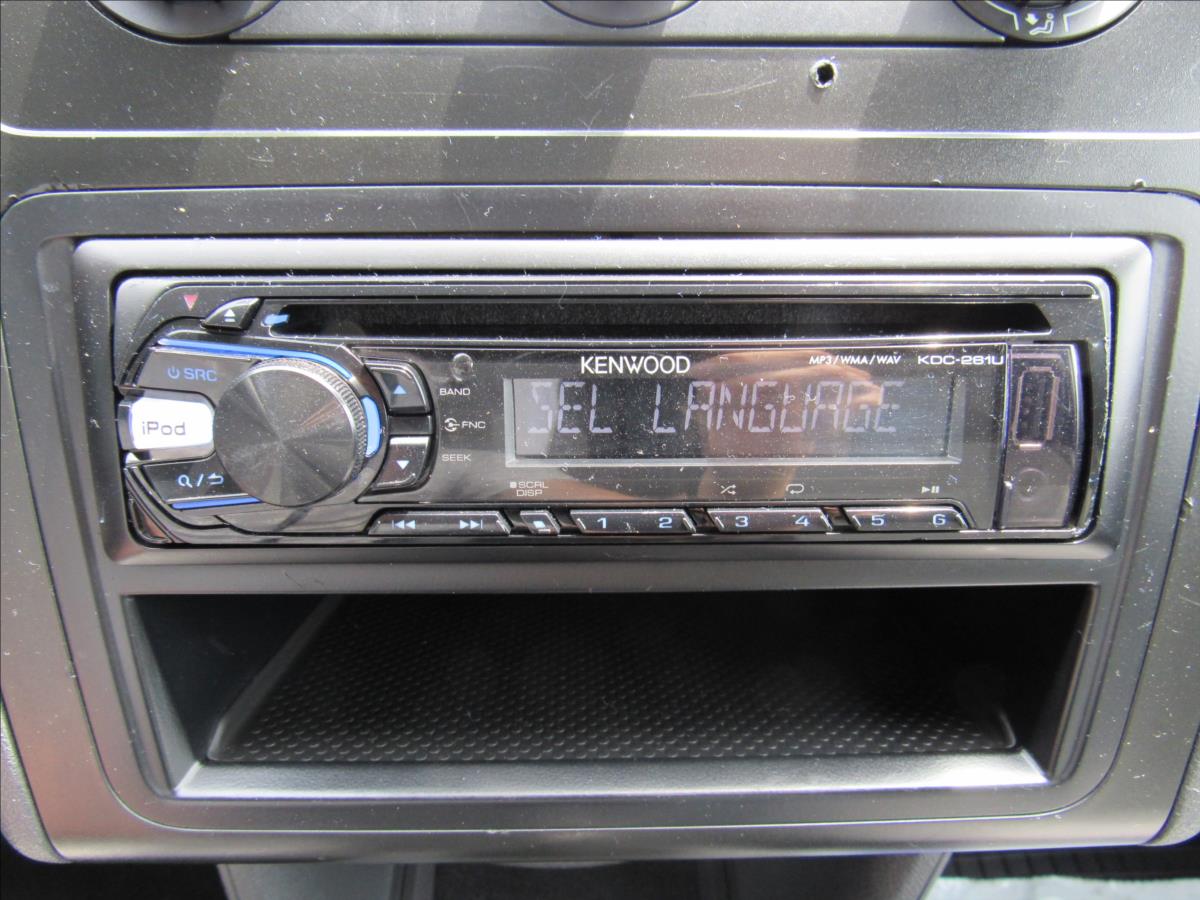 KENWOOD
MP3/WMA/WAV
KDC-261U
SRC
iPod
BAND
FNC
SEEK
SEL LANGUAGE
SCRL
DISP
1 2 3 4 5 6